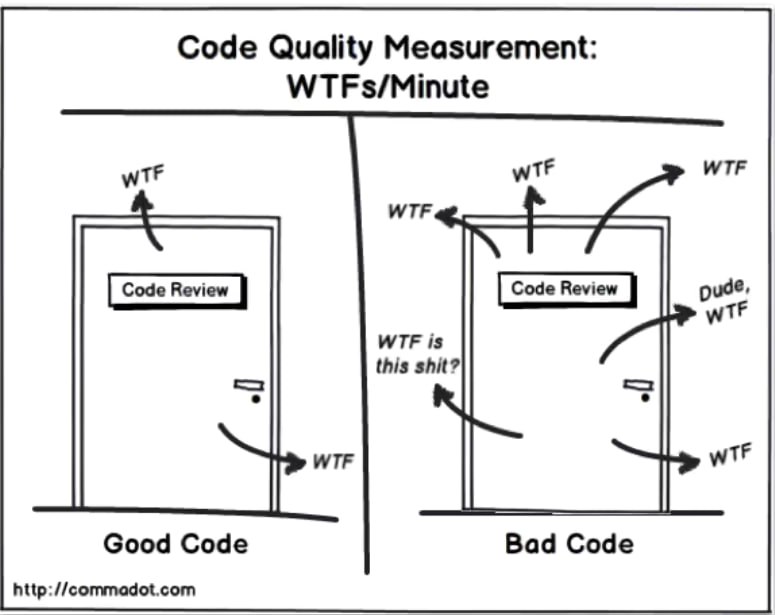 Code Quality Measurement:
WTFs/Minute
WTF
Code Review
WTF
Good Code
WTF
WTF
WTF
Code Review
Dude,
WTF
WTF is
this shit?
WTF
Bad Code
http://commadot.com